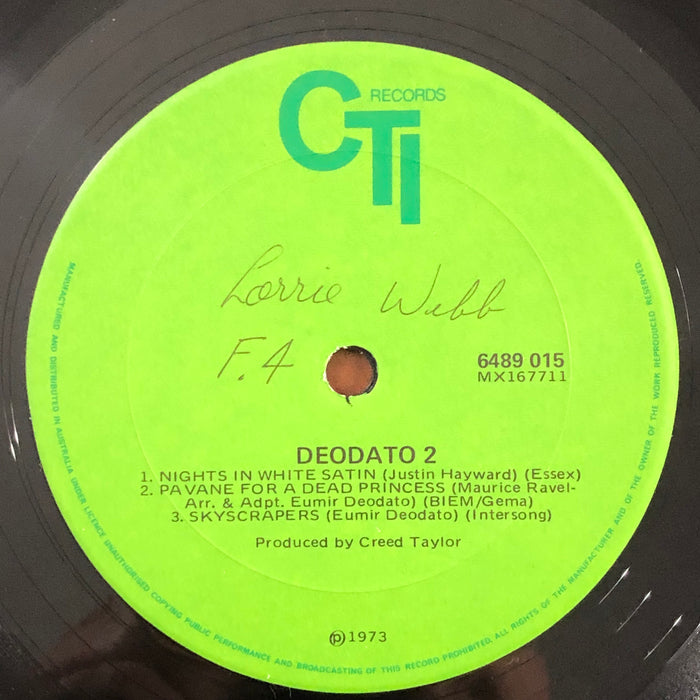 CTI RECORDS
Lorrie Webb
F.4
6489 015
MX167711
DEODATO 2
1. NIGHTS IN WHITE SATIN (Justin Hayward) (Essex)
2. PAVANE FOR A DEAD PRINCESS (Maurice Ravel-
Arr. & Adpt. Eumir Deodato) (BIEM/Gema)
3. SKYSCRAPERS (Eumir Deodato) (Intersong)
Produced by Creed Taylor
℗1973
MANUFACTURED AND DISTRIBUTED IN AUSTRALIA UNDER LICENCE UNAUTHORISED COPYING PUBLIC PERFORMANCE AND BROADCASTING OF THIS RECORD PROHIBITED, ALL RIGHTS OF THE MANUFACTURER AND OF THE OWNER OF THE WORK REPRODUCED RESERVED